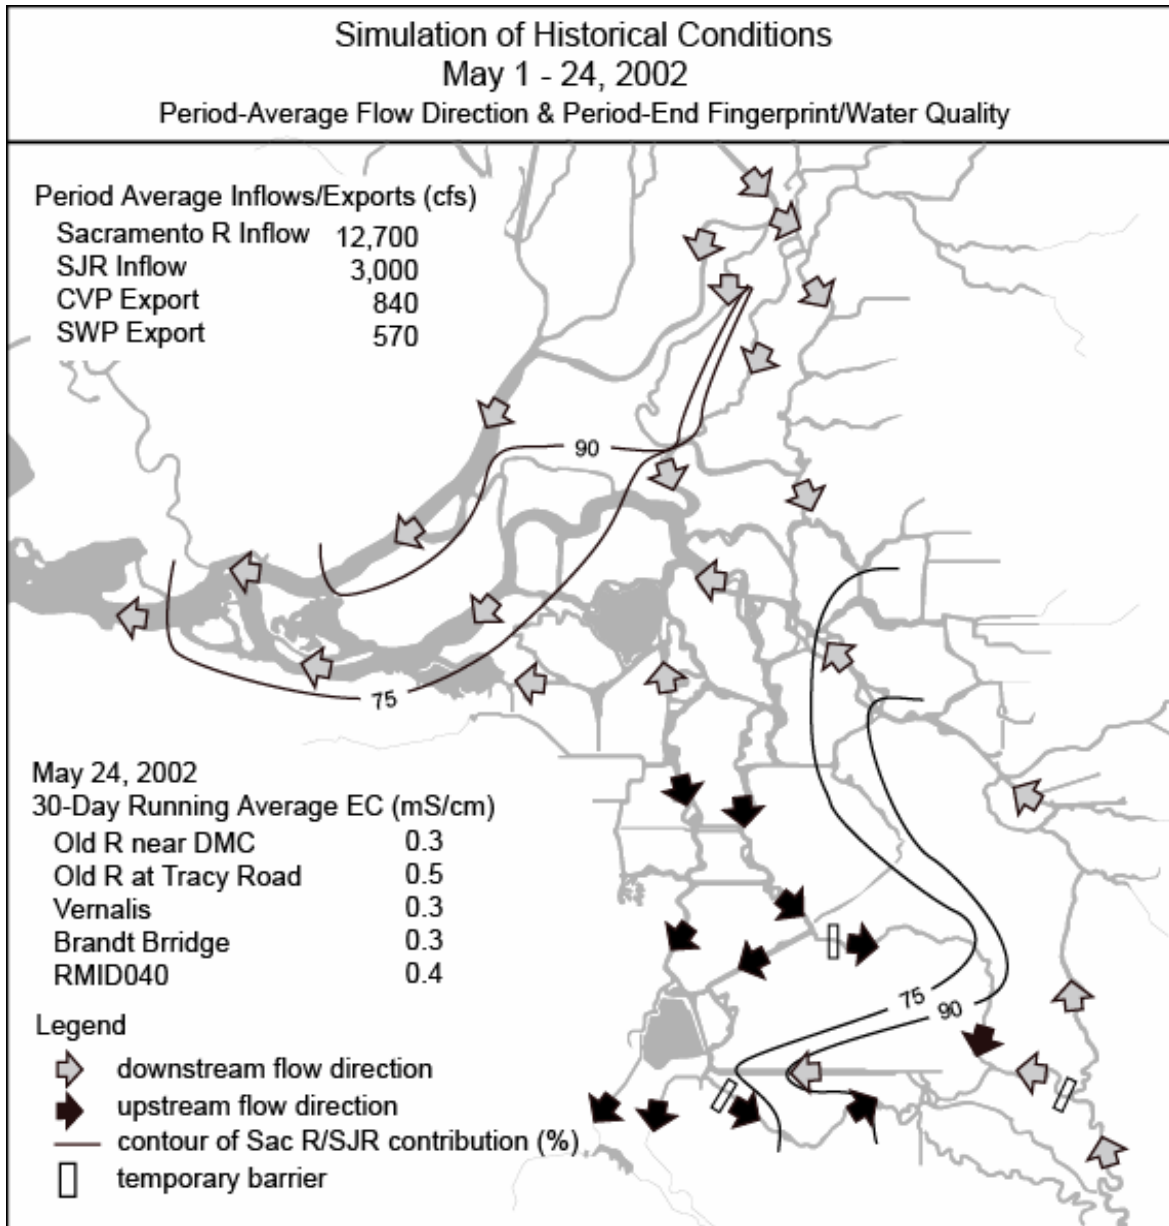 Simulation of Historical Conditions
May 1 - 24, 2002
Period-Average Flow Direction & Period-End Fingerprint/Water Quality
Period Average Inflows/Exports (cfs)
Sacramento R Inflow 12,700
SJR Inflow 3,000
CVP Export 840
SWP Export 570
90
75
May 24, 2002
30-Day Running Average EC (mS/cm)
Old R near DMC 0.3
Old R at Tracy Road 0.5
Vernalis 0.3
Brandt Brridge 0.3
RMID040 0.4
75
90
Legend
downstream flow direction
upstream flow direction
contour of Sac R/SJR contribution (%)
temporary barrier